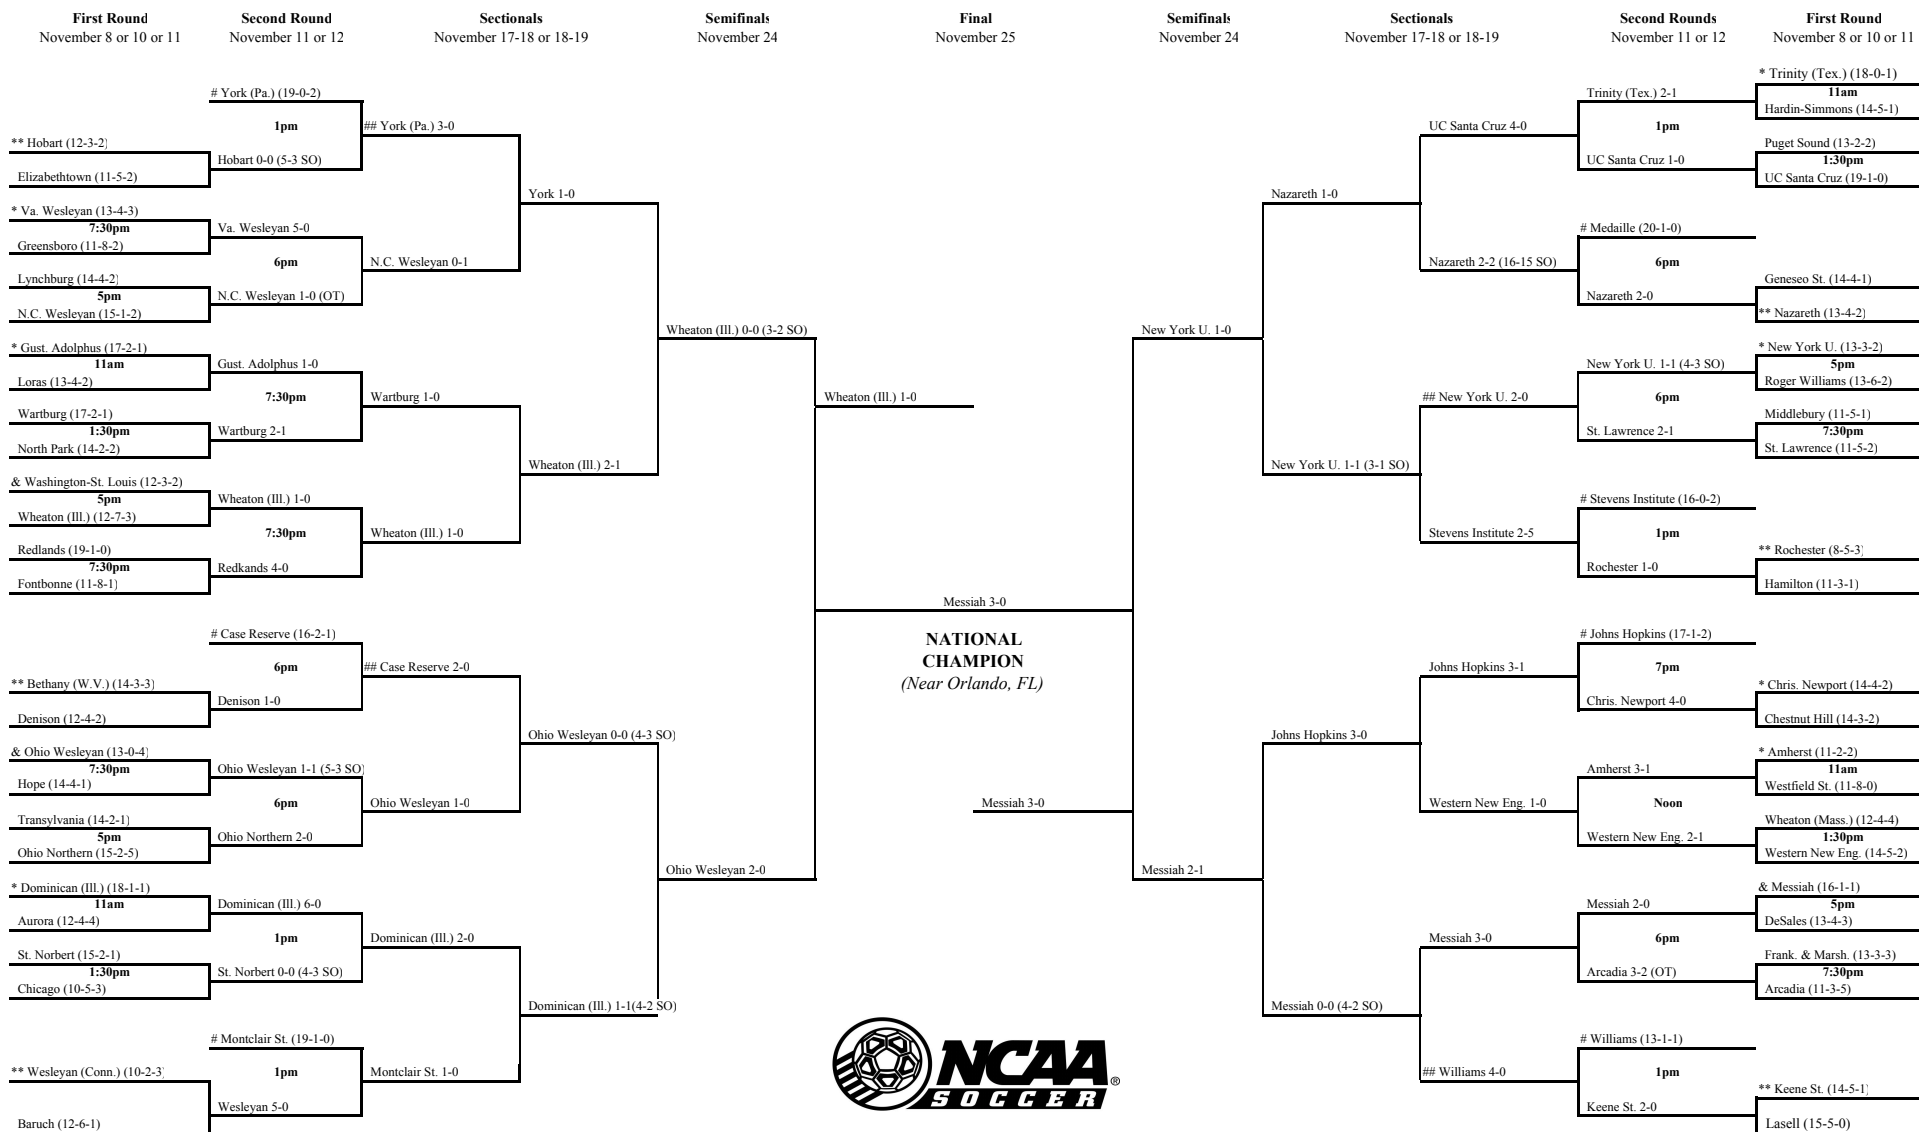 First Round
November 8 or 10 or 11
Second Round
November 11 or 12
Sectionals
November 17-18 or 18-19
Semifinals
November 24
Final
November 25
Semifinals
November 24
Sectionals
November 17-18 or 18-19
Second Rounds
November 11 or 12
First Round
November 8 or 10 or 11
** Hobart (12-3-2)
Elizabethtown (11-5-2)
* Va. Wesleyan (13-4-3)
7:30pm
Greensboro (11-8-2)
Lynchburg (14-4-2)
5pm
N.C. Wesleyan (15-1-2)
* Gust. Adolphus (17-2-1)
11am
Loras (13-4-2)
Wartburg (17-2-1)
1:30pm
North Park (14-2-2)
& Washington-St. Louis (12-3-2)
5pm
Wheaton (Ill.) (12-7-3)
Redlands (19-1-0)
7:30pm
Fontbonne (11-8-1)
** Bethany (W.V.) (14-3-3)
Denison (12-4-2)
& Ohio Wesleyan (13-0-4)
7:30pm
Hope (14-4-1)
Transylvania (14-2-1)
5pm
Ohio Northern (15-2-5)
* Dominican (Ill.) (18-1-1)
11am
Aurora (12-4-4)
St. Norbert (15-2-1)
1:30pm
Chicago (10-5-3)
** Wesleyan (Conn.) (10-2-3)
Baruch (12-6-1)
# York (Pa.) (19-0-2)
1pm
Hobart 0-0 (5-3 SO)
Va. Wesleyan 5-0
6pm
N.C. Wesleyan 1-0 (OT)
Gust. Adolphus 1-0
7:30pm
Wartburg 2-1
Wheaton (Ill.) 1-0
7:30pm
Redkands 4-0
# Case Reserve (16-2-1)
6pm
Denison 1-0
Ohio Wesleyan 1-1 (5-3 SO)
6pm
Ohio Northern 2-0
Dominican (Ill.) 6-0
1pm
St. Norbert 0-0 (4-3 SO)
# Montclair St. (19-1-0)
1pm
Wesleyan 5-0
## York (Pa.) 3-0
N.C. Wesleyan 0-1
Wartburg 1-0
Wheaton (Ill.) 1-0
## Case Reserve 2-0
Ohio Wesleyan 1-0
Dominican (Ill.) 2-0
Montclair St. 1-0
York 1-0
Wheaton (Ill.) 2-1
Ohio Wesleyan 0-0 (4-3 SO)
Dominican (Ill.) 1-1(4-2 SO)
Wheaton (Ill.) 0-0 (3-2 SO)
Ohio Wesleyan 2-0
Wheaton (Ill.) 1-0
Messiah 3-0
NATIONAL
CHAMPION
(Near Orlando, FL)
Messiah 3-0
NCAA
SOCCER
®
New York U. 1-0
Messiah 2-1
Nazareth 1-0
New York U. 1-1 (3-1 SO)
Johns Hopkins 3-0
Messiah 0-0 (4-2 SO)
UC Santa Cruz 4-0
Nazareth 2-2 (16-15 SO)
## New York U. 2-0
Stevens Institute 2-5
Johns Hopkins 3-1
Western New Eng. 1-0
Messiah 3-0
## Williams 4-0
Trinity (Tex.) 2-1
1pm
UC Santa Cruz 1-0
# Medaille (20-1-0)
6pm
Nazareth 2-0
New York U. 1-1 (4-3 SO)
6pm
St. Lawrence 2-1
# Stevens Institute (16-0-2)
1pm
Rochester 1-0
# Johns Hopkins (17-1-2)
7pm
Chris. Newport 4-0
Amherst 3-1
Noon
Western New Eng. 2-1
Messiah 2-0
6pm
Arcadia 3-2 (OT)
# Williams (13-1-1)
1pm
Keene St. 2-0
* Trinity (Tex.) (18-0-1)
11am
Hardin-Simmons (14-5-1)
Puget Sound (13-2-2)
1:30pm
UC Santa Cruz (19-1-0)
Geneseo St. (14-4-1)
** Nazareth (13-4-2)
* New York U. (13-3-2)
5pm
Roger Williams (13-6-2)
Middlebury (11-5-1)
7:30pm
St. Lawrence (11-5-2)
** Rochester (8-5-3)
Hamilton (11-3-1)
* Chris. Newport (14-4-2)
Chestnut Hill (14-3-2)
* Amherst (11-2-2)
11am
Westfield St. (11-8-0)
Wheaton (Mass.) (12-4-4)
1:30pm
Western New Eng. (14-5-2)
& Messiah (16-1-1)
5pm
DeSales (13-4-3)
Frank. & Marsh. (13-3-3)
7:30pm
Arcadia (11-3-5)
** Keene St. (14-5-1)
Lasell (15-5-0)